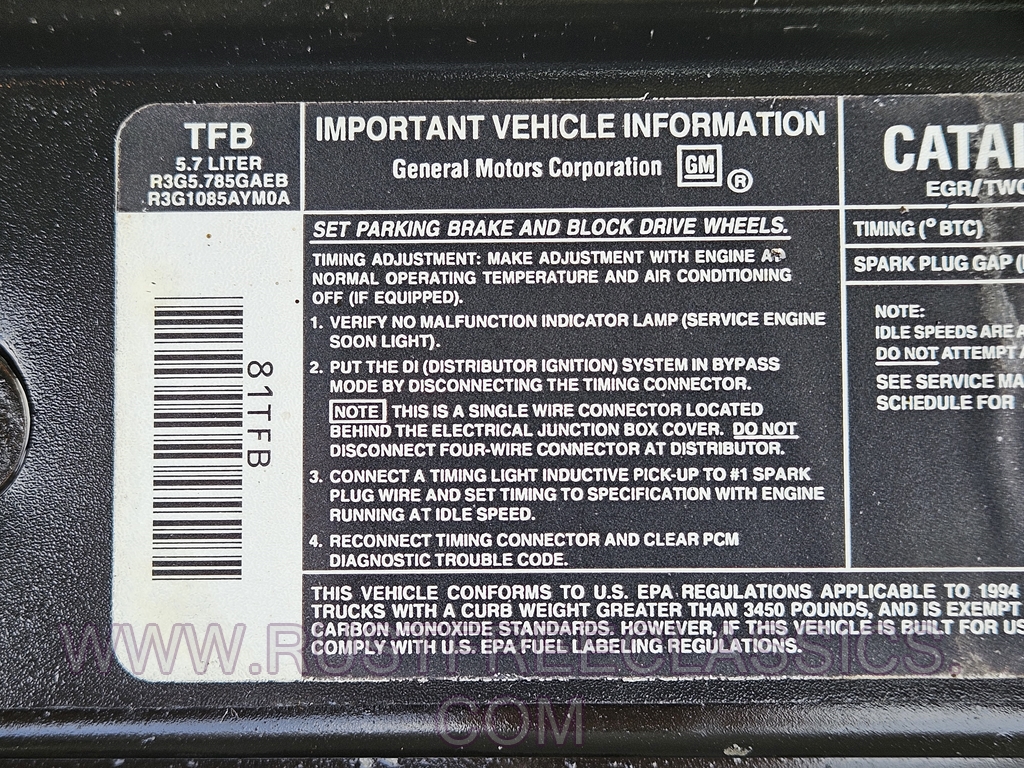 TFB
5.7 LITER
R3G5.785GAEB
R3G1085AYM0A
81TFB
IMPORTANT VEHICLE INFORMATION
General Motors Corporation GM ®
SET PARKING BRAKE AND BLOCK DRIVE WHEELS.
TIMING ADJUSTMENT: MAKE ADJUSTMENT WITH ENGINE AT
NORMAL OPERATING TEMPERATURE AND AIR CONDITIONING
OFF (IF EQUIPPED).
1. VERIFY NO MALFUNCTION INDICATOR LAMP (SERVICE ENGINE
SOON LIGHT).
2. PUT THE DI (DISTRIBUTOR IGNITION) SYSTEM IN BYPASS
MODE BY DISCONNECTING THE TIMING CONNECTOR.
NOTE THIS IS A SINGLE WIRE CONNECTOR LOCATED
BEHIND THE ELECTRICAL JUNCTION BOX COVER. DO NOT
DISCONNECT FOUR-WIRE CONNECTOR AT DISTRIBUTOR.
3. CONNECT A TIMING LIGHT INDUCTIVE PICK-UP TO #1 SPARK
PLUG WIRE AND SET TIMING TO SPECIFICATION WITH ENGINE
RUNNING AT IDLE SPEED.
4. RECONNECT TIMING CONNECTOR AND CLEAR PCM
DIAGNOSTIC TROUBLE CODE.
CATA
EGR/TWC
TIMING (° BTC)
SPARK PLUG GAP (
NOTE:
IDLE SPEEDS ARE
DO NOT ATTEMPT
SEE SERVICE MA
SCHEDULE FOR
THIS VEHICLE CONFORMS TO U.S. EPA REGULATIONS APPLICABLE TO 1994
TRUCKS WITH A CURB WEIGHT GREATER THAN 3450 POUNDS, AND IS EXEMPT
CARBON MONOXIDE STANDARDS. HOWEVER, IF THIS VEHICLE IS BUILT FOR US
COMPLY WITH U.S. EPA FUEL LABELING REGULATIONS.
WWW.RUSTFREECLASSICS.
COM